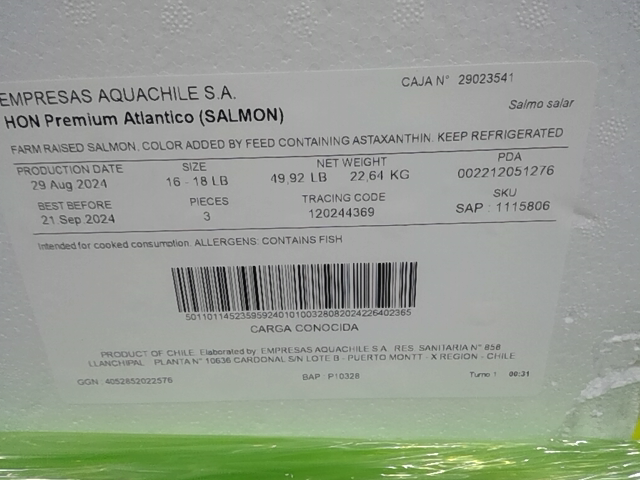 EMPRESAS AQUACHILE S.A.
CAJA N° 29023541
HON Premium Atlantico (SALMON)
Salmo salar
FARM RAISED SALMON, COLOR ADDED BY FEED CONTAINING ASTAXANTHIN. KEEP REFRIGERATED
PRODUCTION DATE SIZE NET WEIGHT PDA
29 Aug 2024 16 - 18 LB 49,92 LB 22,64 KG 002212051276
BEST BEFORE PIECES TRACING CODE SKU
21 Sep 2024 3 120244369 SAP : 1115806
Intended for cooked consumption. ALLERGENS: CONTAINS FISH
CARGA CONOCIDA
PRODUCT OF CHILE. Elaborated by: EMPRESAS AQUACHILE S.A. RES. SANITARIA N° 858
LLANCHIPAL. PLANTA N° 10636 CARDONAL S/N LOTE B - PUERTO MONTT - X REGION - CHILE
GGN : 4052852022576 BAP : P10328 Turno 1 00:31